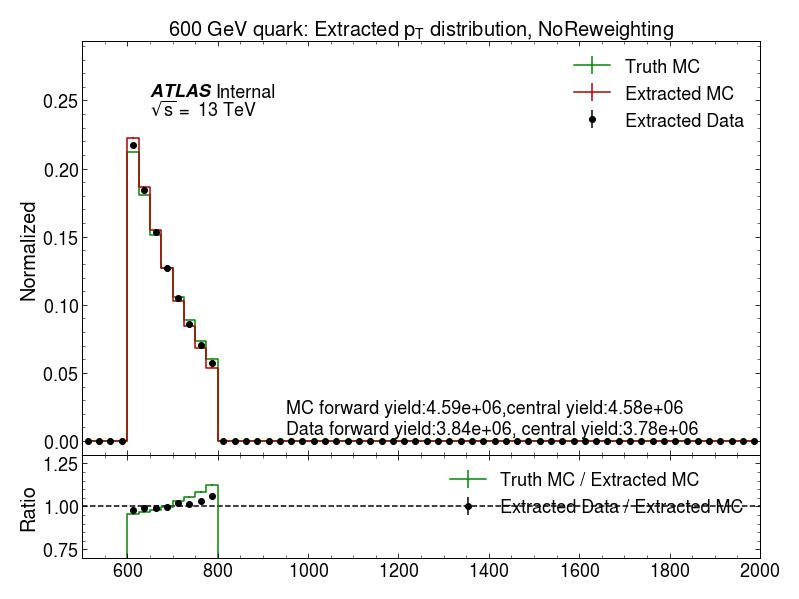 600 GeV quark: Extracted pT distribution, NoReweighting
ATLAS Internal
√s = 13 TeV
Truth MC
Extracted MC
Extracted Data
Normalized
0.25
0.20
0.15
0.10
0.05
0.00
MC forward yield:4.59e+06,central yield:4.58e+06
Data forward yield:3.84e+06, central yield:3.78e+06
Ratio
1.25
1.00
0.75
Truth MC / Extracted MC
Extracted Data / Extracted MC
600 800 1000 1200 1400 1600 1800 2000